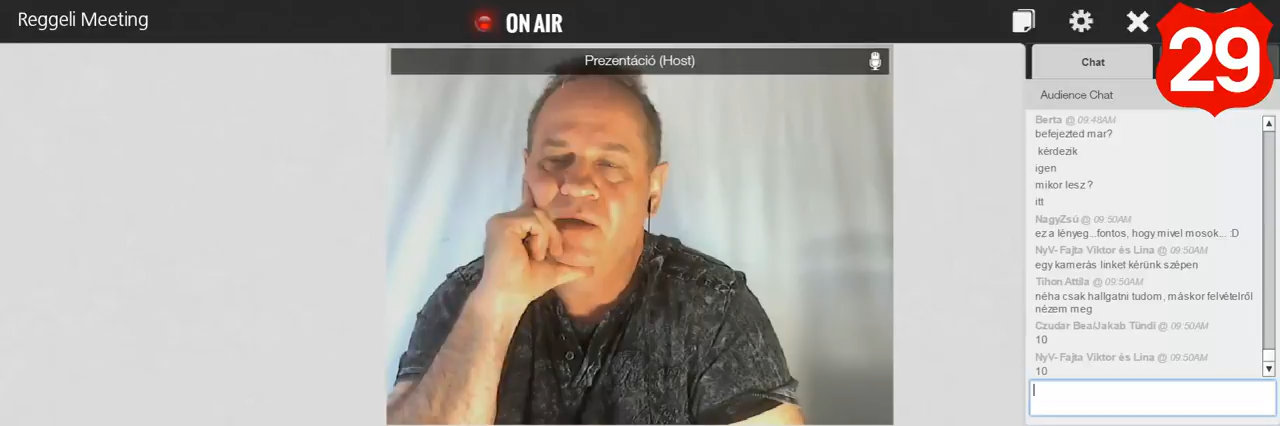 Reggeli Meeting
ON AIR
29
Prezentáció (Host)
Chat
Audience Chat
Berta @ 09:48AM
befejezted mar?
kérdezik
igen
mikor lesz ?
itt
NagyZsú @ 09:50AM
ez a lényeg...fontos, hogy mivel mosok... :D
NyV- Fajta Viktor és Lina @ 09:50AM
egy kamerás linket kérünk szépen
Tihon Attila @ 09:50AM
néha csak hallgatni tudom, máskor felvételről
nézem meg
Czudar Bea/Jakab Tündi @ 09:50AM
10
NyV- Fajta Viktor és Lina @ 09:50AM
10